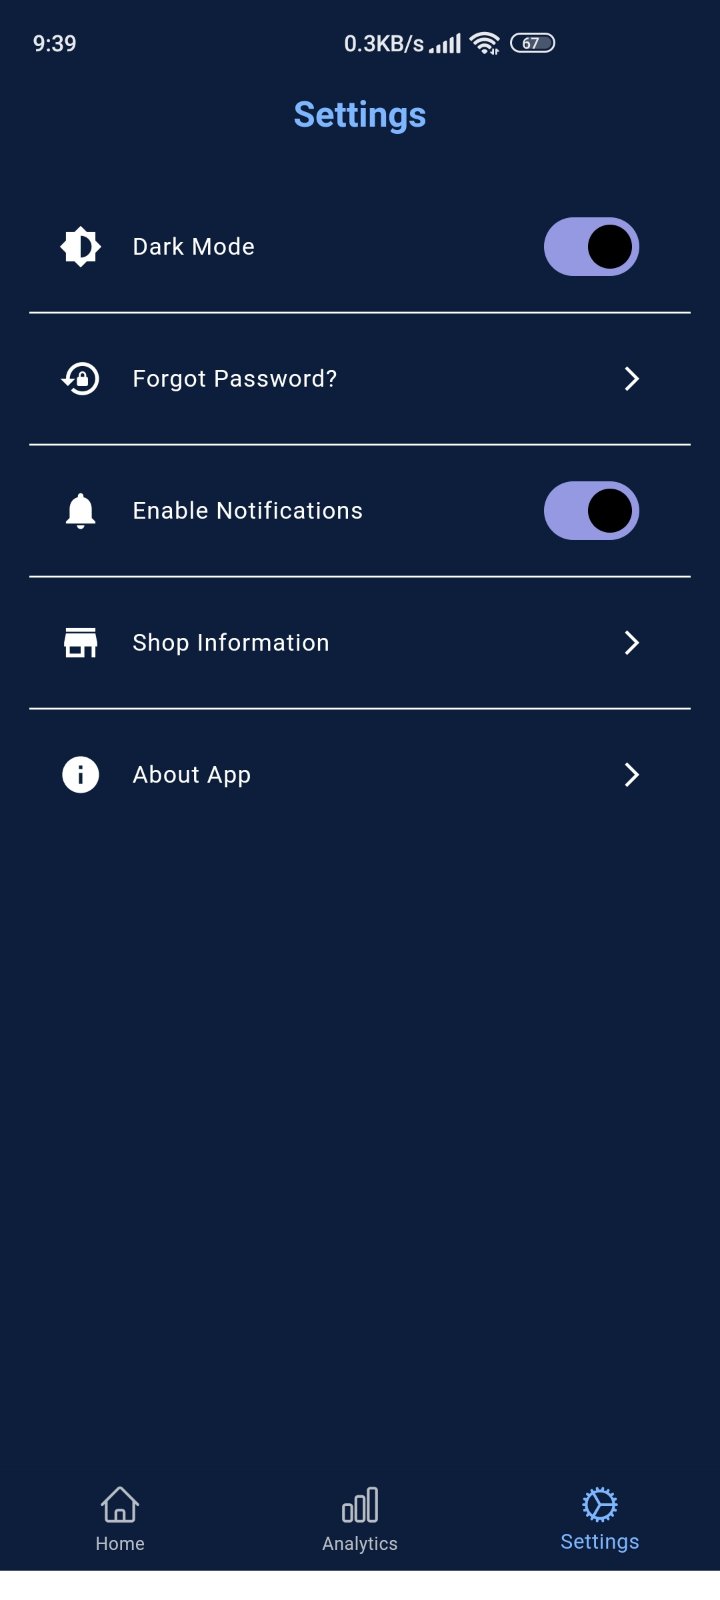 9:39 0.3KB/s 67
Settings
Dark Mode
Forgot Password?
Enable Notifications
Shop Information
About App
Home Analytics Settings